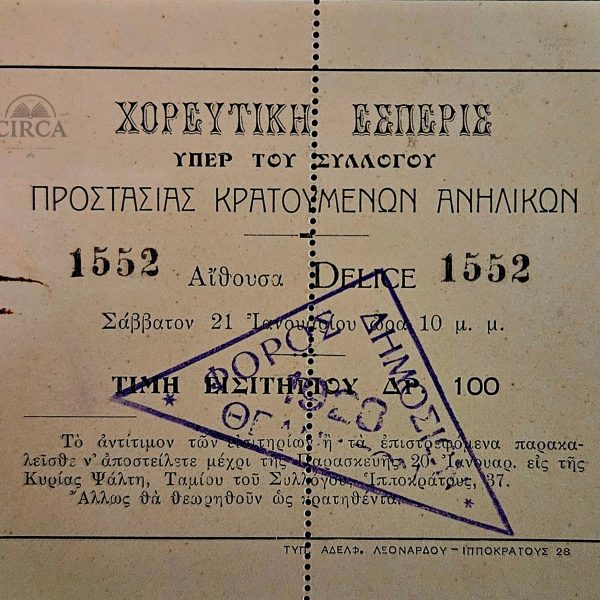 CIRCA
ΧΟΡΕΥΤΙΚΗ ΕΣΠΕΡΙΣ
ΥΠΕΡ ΤΟΥ ΣΥΛΛΟΓΟΥ
ΠΡΟΣΤΑΣΙΑΣ ΚΡΑΤΟΥΜΕΝΩΝ ΑΝΗΛΙΚΩΝ
1552 Αἴθουσα DELICE 1552
Σάββατον 21 Ἰανουαρίου ὥρα 10 μ. μ.
ΤΙΜΗ ΕΙΣΙΤΗΡΙΟΥ ΔΡ. 100
ΦΟΡΟΣ ΔΗΜΟΣΙΩΝ
1928
Τὸ ἀντίτιμον τῶν εἰσιτηρίων ἢ τὰ ἐπιστρεφόμενα παρακα-
λεῖσθε ν' ἀποστείλετε μέχρι τῆς Παρασκευῆς 20 Ἰανουαρ. εἰς τῆς
Κυρίας Ψάλτη, Ταμίου τοῦ Συλλόγου, Ἱπποκράτους, 37.
Ἄλλως θὰ θεωρηθοῦν ὡς κρατηθέντα.
ΤΥΠ. ΑΔΕΛΦ. ΛΕΟΝΑΡΔΟΥ – ΙΠΠΟΚΡΑΤΟΥΣ 28